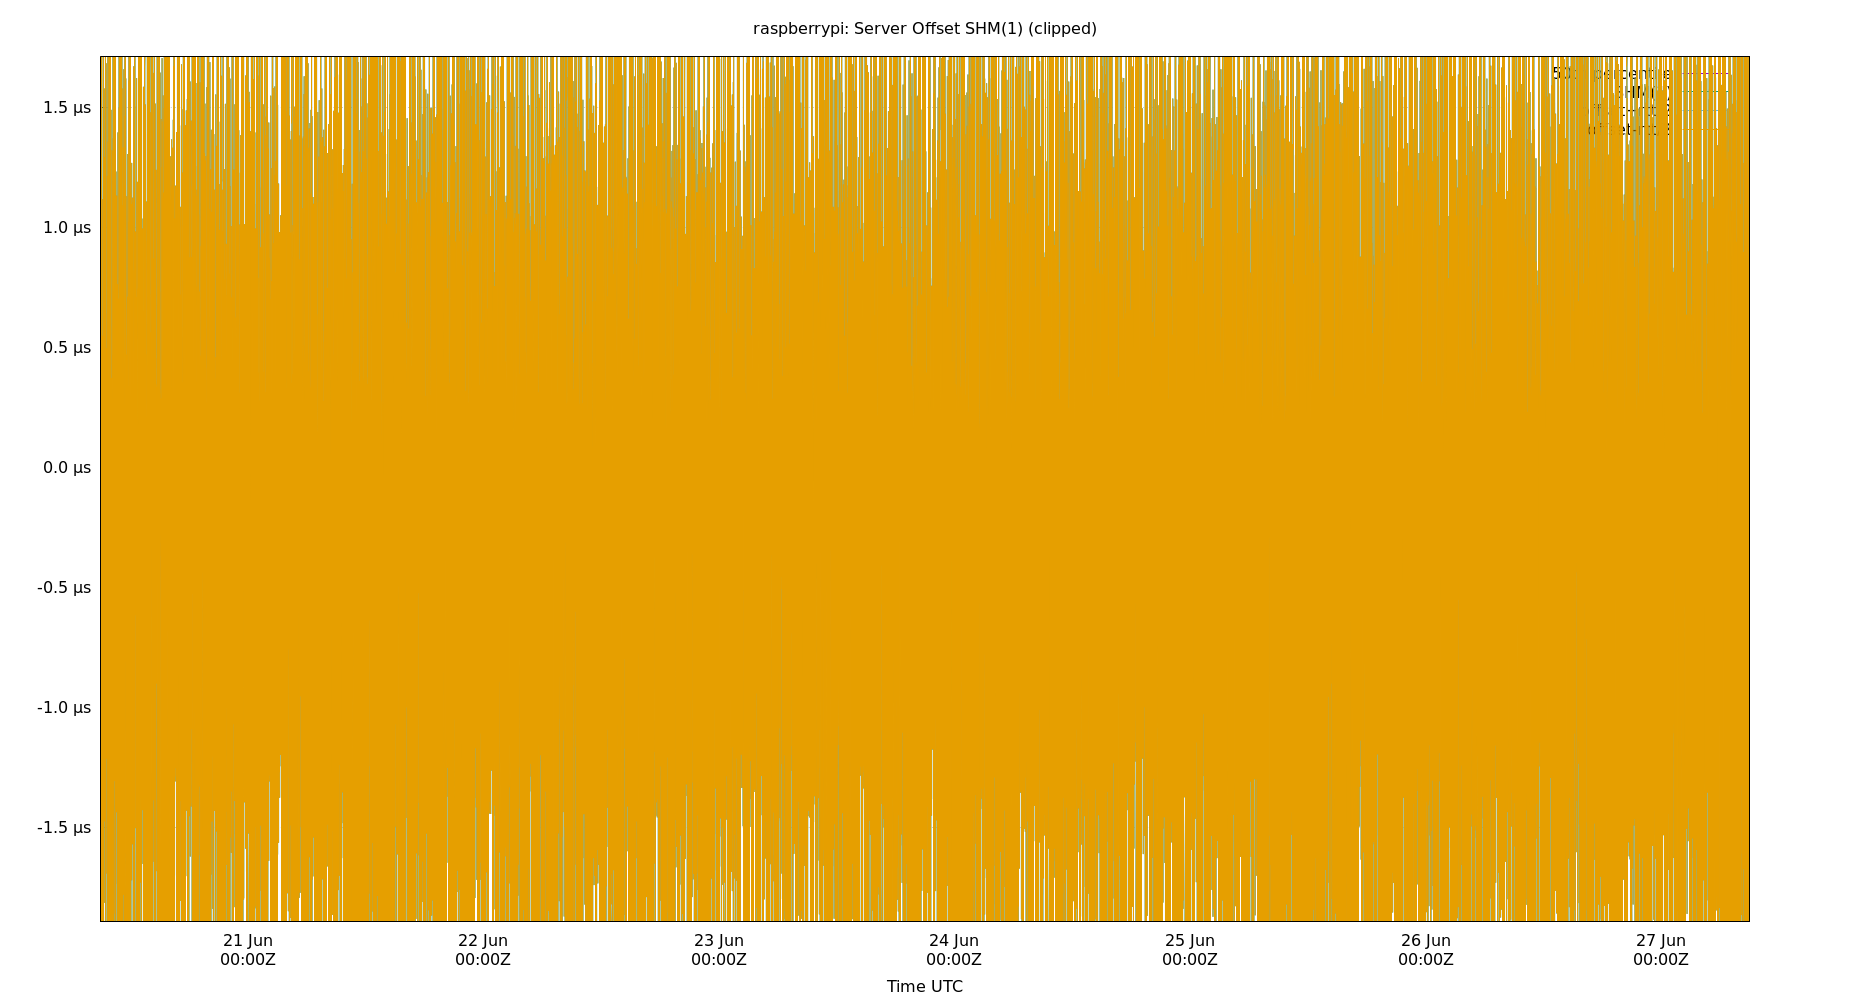 raspberrypi: Server Offset SHM(1) (clipped)
1.5 µs
1.0 µs
0.5 µs
0.0 µs
-0.5 µs
-1.0 µs
-1.5 µs
21 Jun 22 Jun 23 Jun 24 Jun 25 Jun 26 Jun 27 Jun
00:00Z 00:00Z 00:00Z 00:00Z 00:00Z 00:00Z 00:00Z
Time UTC